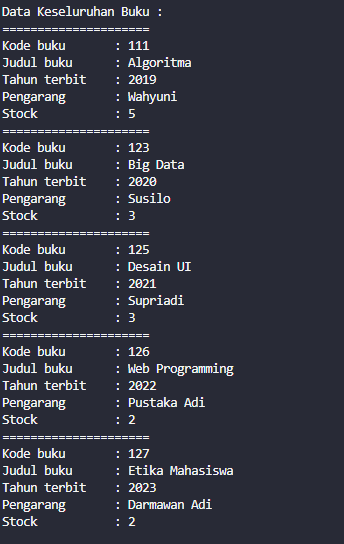 Data Keseluruhan Buku :
=====================
Kode buku : 111
Judul buku : Algoritma
Tahun terbit : 2019
Pengarang : Wahyuni
Stock : 5
=====================
Kode buku : 123
Judul buku : Big Data
Tahun terbit : 2020
Pengarang : Susilo
Stock : 3
=====================
Kode buku : 125
Judul buku : Desain UI
Tahun terbit : 2021
Pengarang : Supriadi
Stock : 3
=====================
Kode buku : 126
Judul buku : Web Programming
Tahun terbit : 2022
Pengarang : Pustaka Adi
Stock : 2
=====================
Kode buku : 127
Judul buku : Etika Mahasiswa
Tahun terbit : 2023
Pengarang : Darmawan Adi
Stock : 2